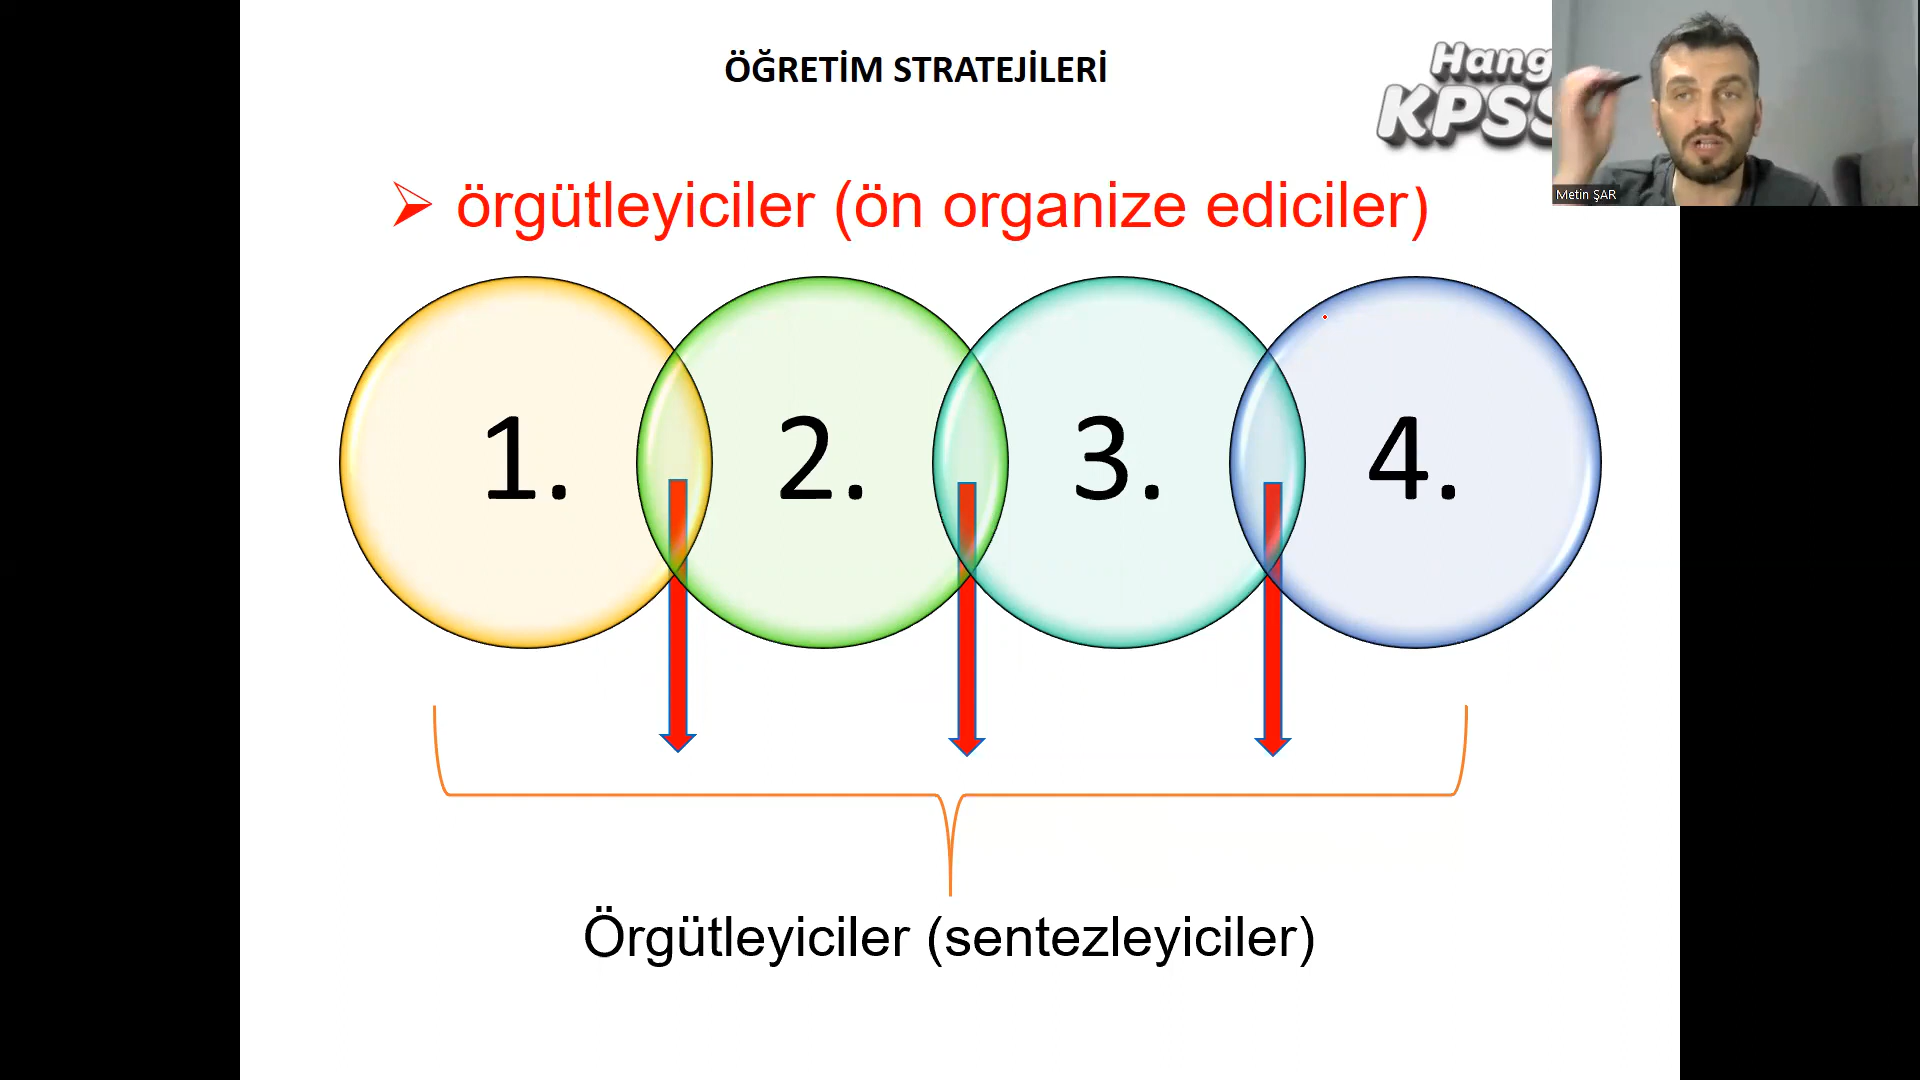 ÖĞRETİM STRATEJİLERİ
Hang
KPSS
Metin ŞAR
➢ örgütleyiciler (ön organize ediciler)
1. 2. 3. 4.
Örgütleyiciler (sentezleyiciler)